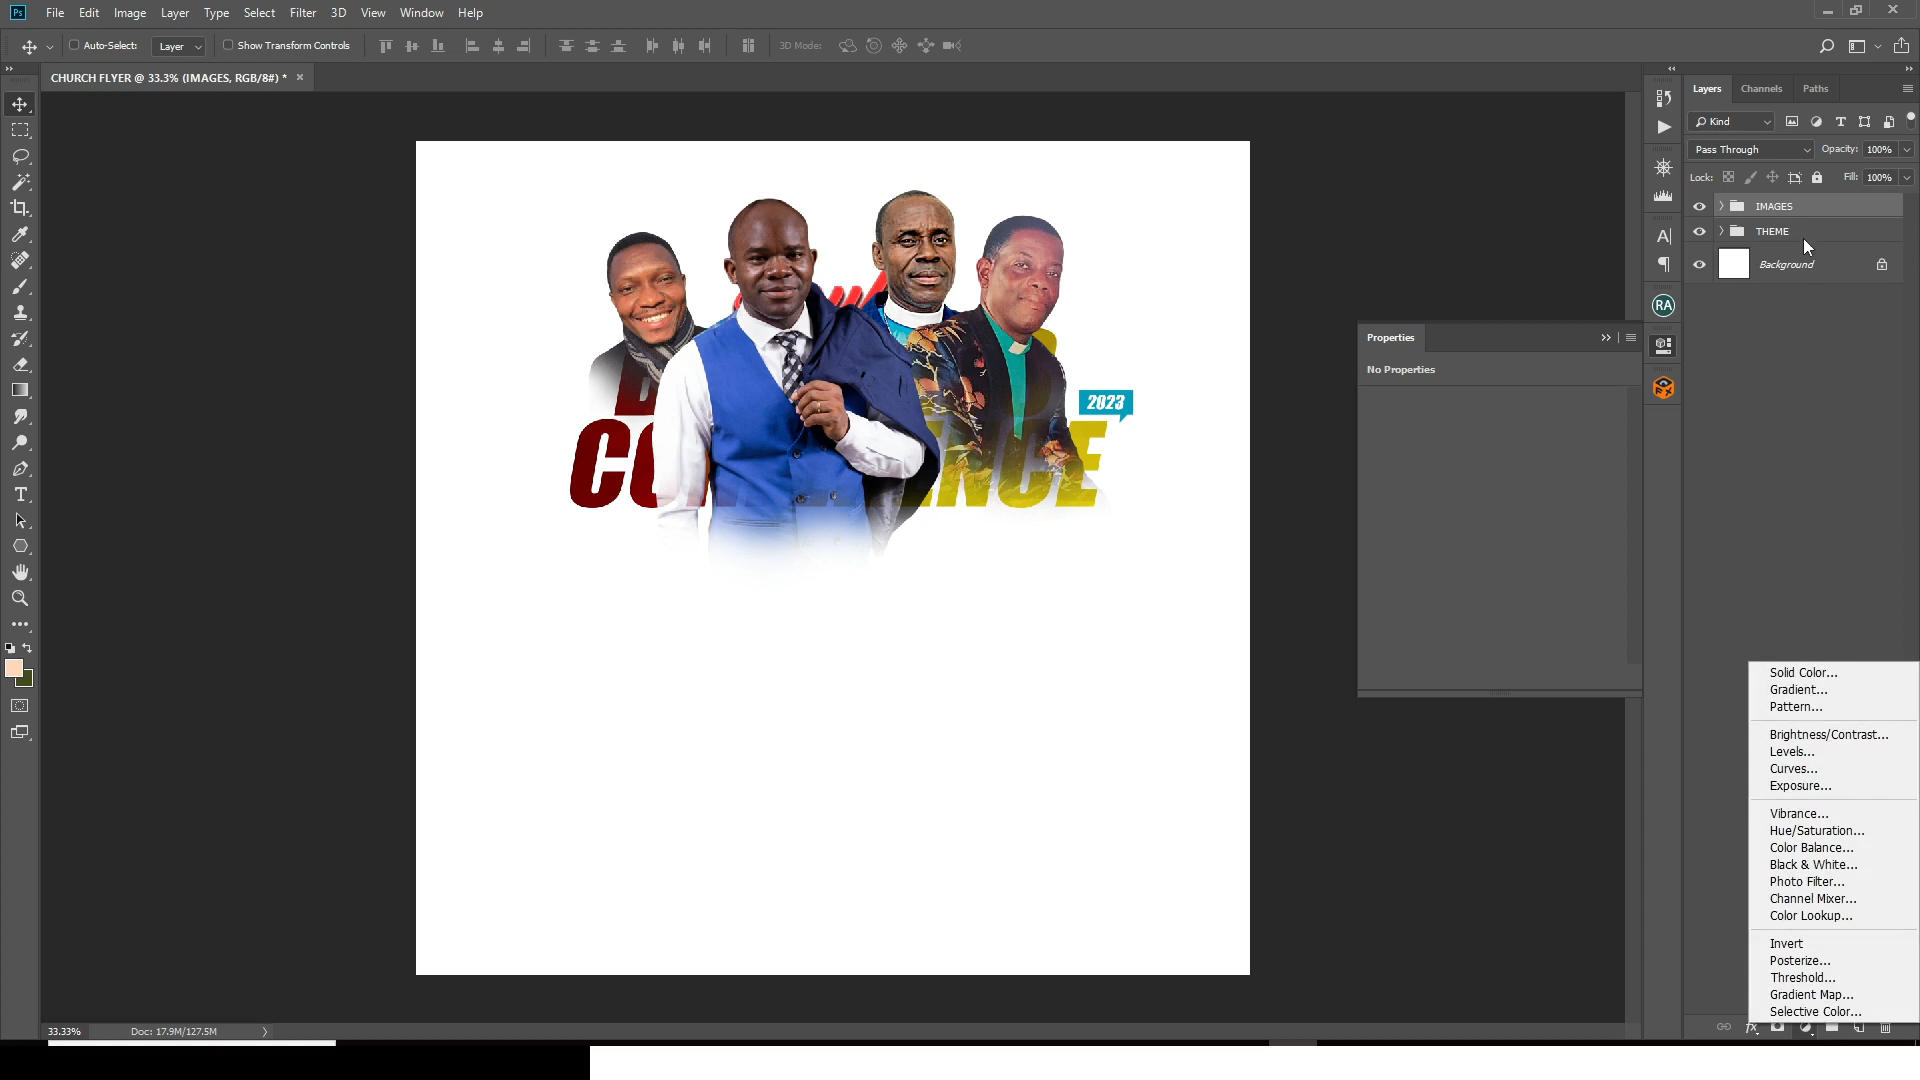 Ps File Edit Image Layer Type Select Filter 3D View Window Help
Auto-Select: Layer Show Transform Controls 3D Mode:
CHURCH FLYER @ 33.3% (IMAGES, RGB/8#) * ×
Layers Channels Paths
Kind
Pass Through Opacity: 100%
Lock: Fill: 100%
IMAGES
THEME
Background
RA
Properties
No Properties
2023
Solid Color...
Gradient...
Pattern...
Brightness/Contrast...
Levels...
Curves...
Exposure...
Vibrance...
Hue/Saturation...
Color Balance...
Black & White...
Photo Filter...
Channel Mixer...
Color Lookup...
Invert
Posterize...
Threshold...
Gradient Map...
Selective Color...
33.33% Doc: 17.9M/127.5M